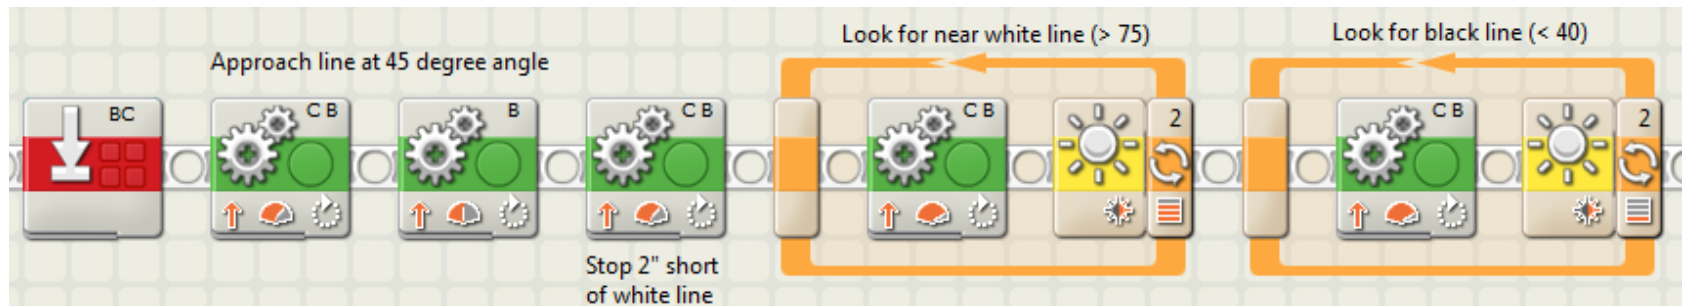 Look for near white line (> 75)
Look for black line (< 40)
Approach line at 45 degree angle
BC
C B
B
C B
C B
2
C B
2
Stop 2" short
of white line